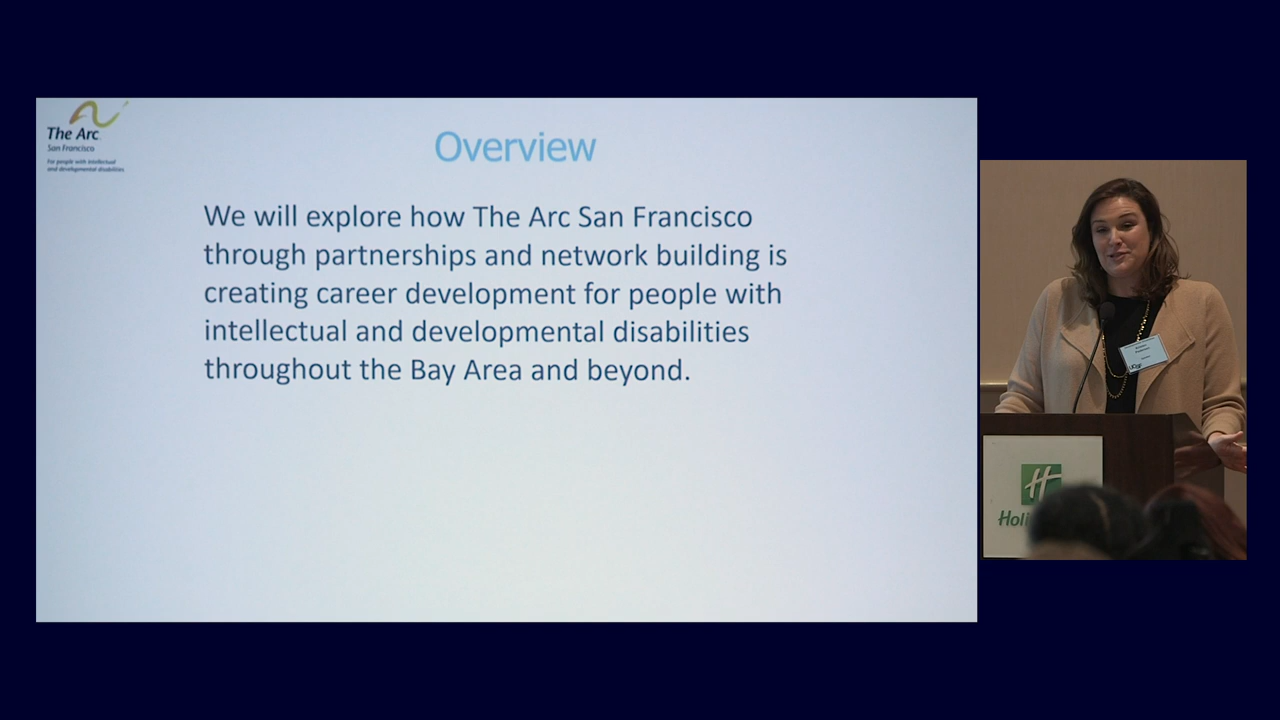 The Arc
San Francisco
For people with intellectual
and developmental disabilities
Overview
We will explore how The Arc San Francisco
through partnerships and network building is
creating career development for people with
intellectual and developmental disabilities
throughout the Bay Area and beyond.